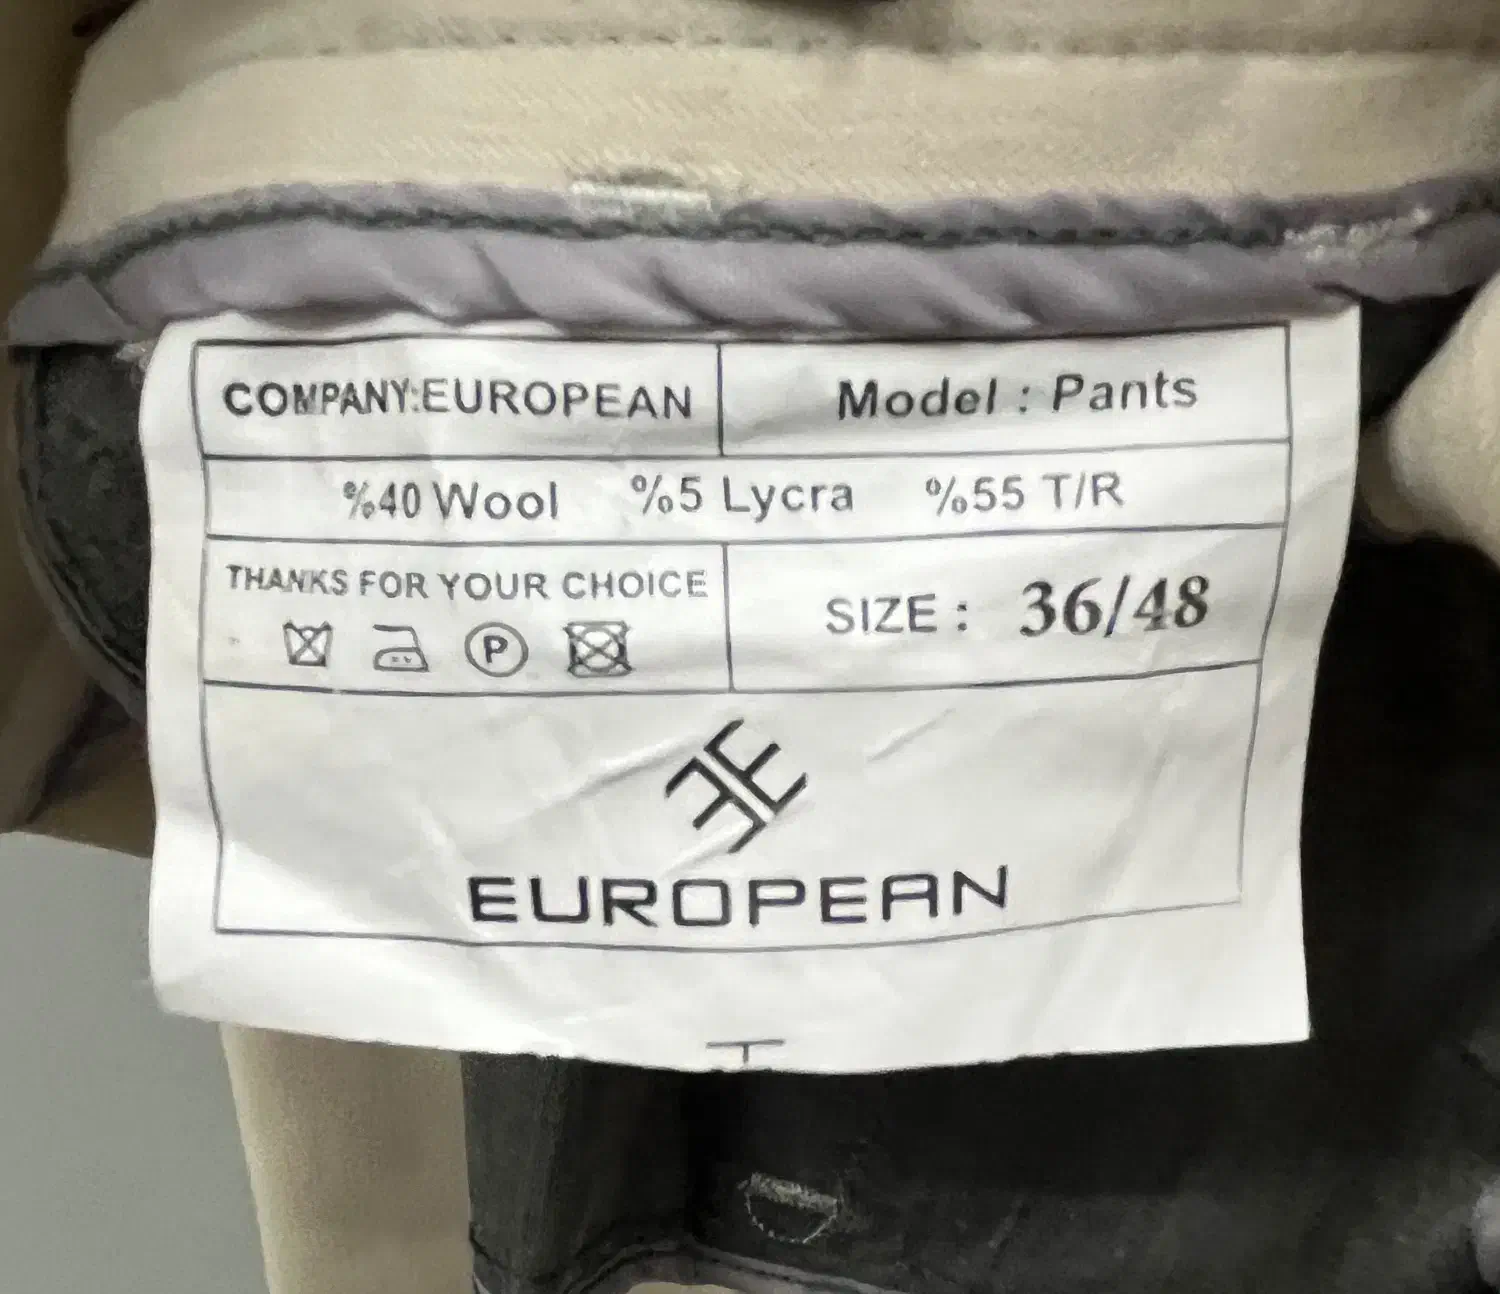 COMPANY:EUROPEAN
Model : Pants
%40 Wool %5 Lycra %55 T/R
THANKS FOR YOUR CHOICE
P
SIZE : 36/48
EUROPEAN